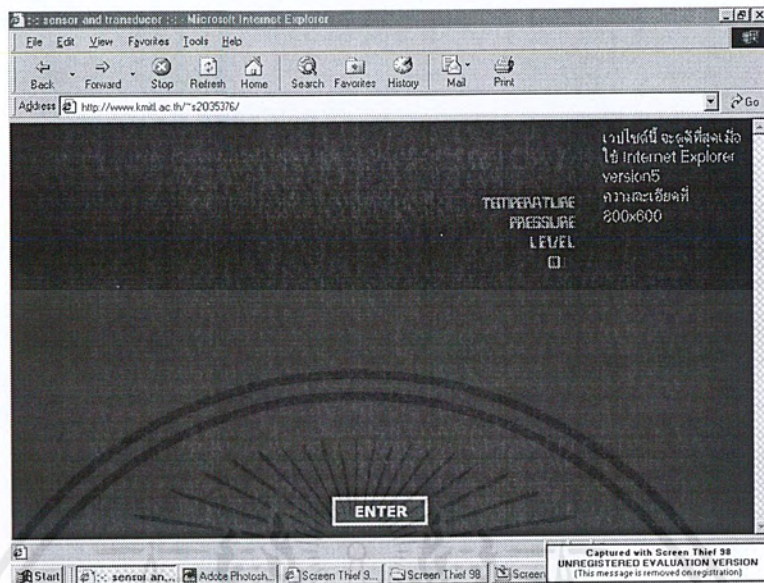 :-: sensor and transducer :-: - Microsoft Internet Explorer
File Edit View Favorites Tools Help
Back Forward Stop Refresh Home Search Favorites History Mail Print
Address http://www.kmitl.ac.th/~s2035376/ Go
เวปไซต์นี้ จะดูดีที่สุดเมื่อ
ใช้ Internet Explorer
version5
ความละเอียดที่
800x600
TEMPERATURE
PRESSURE
LEVEL
ENTER
Captured with Screen Thief 98
UNREGISTERED EVALUATION VERSION
(This message is removed on registration)
Start :-: sensor an... Adobe Photosh... Screen Thief 9... Screen Thief 98 Screen